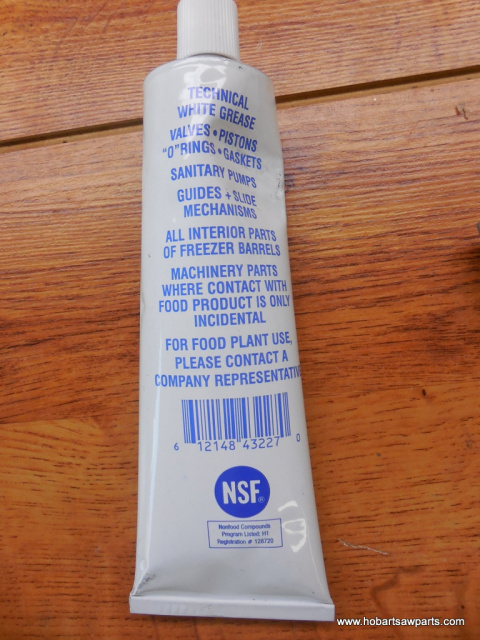 TECHNICAL
WHITE GREASE
VALVES • PISTONS
"O" RINGS • GASKETS
SANITARY PUMPS
GUIDES + SLIDE
MECHANISMS
ALL INTERIOR PARTS
OF FREEZER BARRELS
MACHINERY PARTS
WHERE CONTACT WITH
FOOD PRODUCT IS ONLY
INCIDENTAL
FOR FOOD PLANT USE,
PLEASE CONTACT A
COMPANY REPRESENTATIV
6 12148 43227 0
NSF®
Nonfood Compounds
Program Listed: H1
Registration # 128720
www.hobartsawparts.com